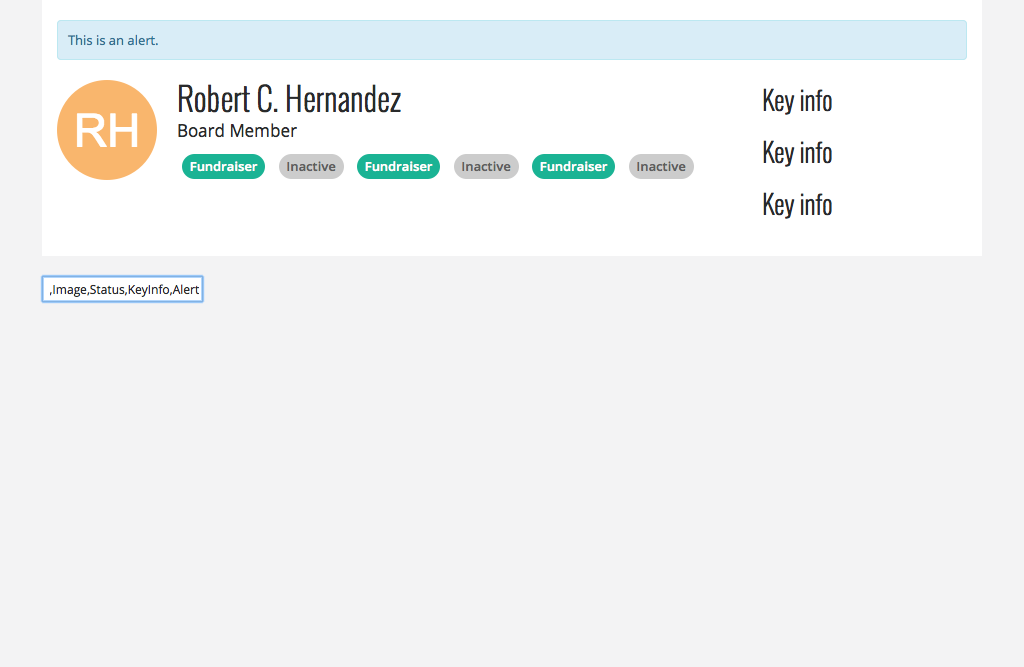 This is an alert.
RH
Robert C. Hernandez
Board Member
Fundraiser Inactive Fundraiser Inactive Fundraiser Inactive
Key info
Key info
Key info
,Image,Status,KeyInfo,Alert